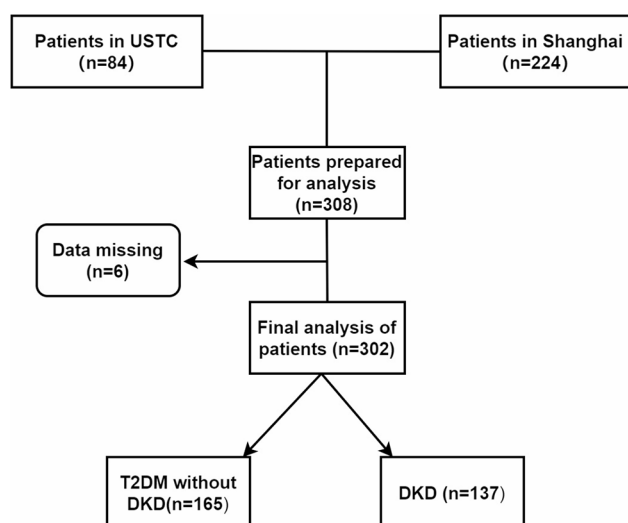 Patients in USTC
（n=84）
Patients in Shanghai
（n=224）
Patients prepared
for analysis
(n=308)
Data missing
(n=6)
Final analysis of
patients (n=302)
T2DM without
DKD(n=165）
DKD (n=137）